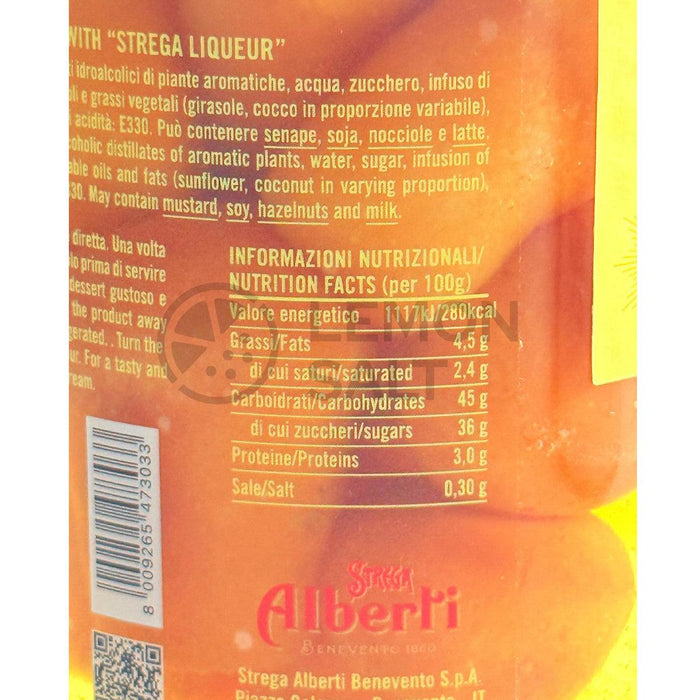 WITH “STREGA LIQUEUR”
idroalcolici di piante aromatiche, acqua, zucchero, infuso di
e grassi vegetali (girasole, cocco in proporzione variabile),
acidità: E330. Può contenere senape, soja, nocciole e latte.
distillates of aromatic plants, water, sugar, infusion of
oils and fats (sunflower, coconut in varying proportion),
30. May contain mustard, soy, hazelnuts and milk.
diretta. Una volta
prima di servire
dessert gustoso e
the product away
Turn the
For a tasty and
INFORMAZIONI NUTRIZIONALI/
NUTRITION FACTS (per 100g)
Valore energetico 1117kJ/280kcal
Grassi/Fats 4,5 g
di cui saturi/saturated 2,4 g
Carboidrati/Carbohydrates 45 g
di cui zuccheri/sugars 36 g
Proteine/Proteins 3,0 g
Sale/Salt 0,30 g
LEMON
SALT
8 009265 473033
STREGA
Alberti
BENEVENTO 1860
Strega Alberti Benevento S.p.A.
Piazza